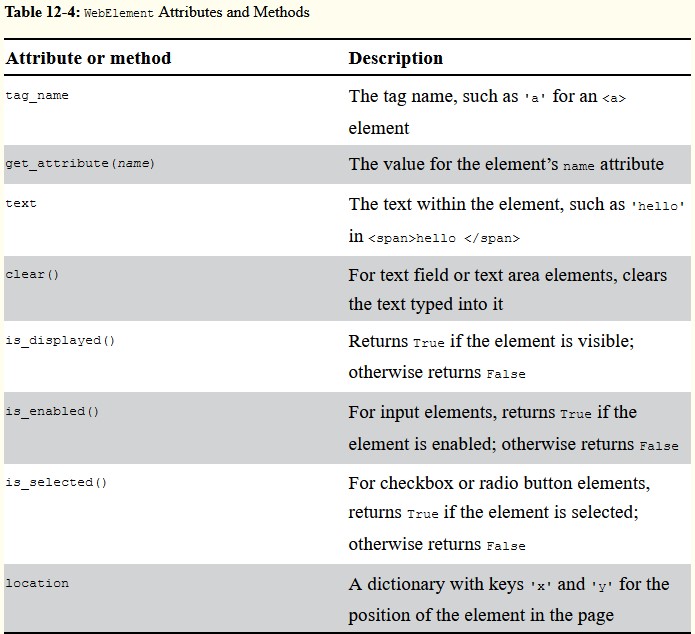 Table 12-4: WebElement Attributes and Methods
Attribute or method Description
tag_name The tag name, such as 'a' for an <a>
element
get_attribute(name) The value for the element’s name attribute
text The text within the element, such as 'hello'
in <span>hello </span>
clear() For text field or text area elements, clears
the text typed into it
is_displayed() Returns True if the element is visible;
otherwise returns False
is_enabled() For input elements, returns True if the
element is enabled; otherwise returns False
is_selected() For checkbox or radio button elements,
returns True if the element is selected;
otherwise returns False
location A dictionary with keys 'x' and 'y' for the
position of the element in the page